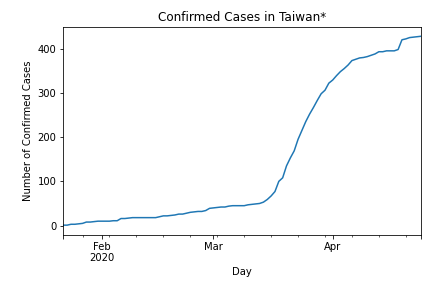 Confirmed Cases in Taiwan*
Number of Confirmed Cases
400
300
200
100
0
Feb
2020
Mar
Apr
Day